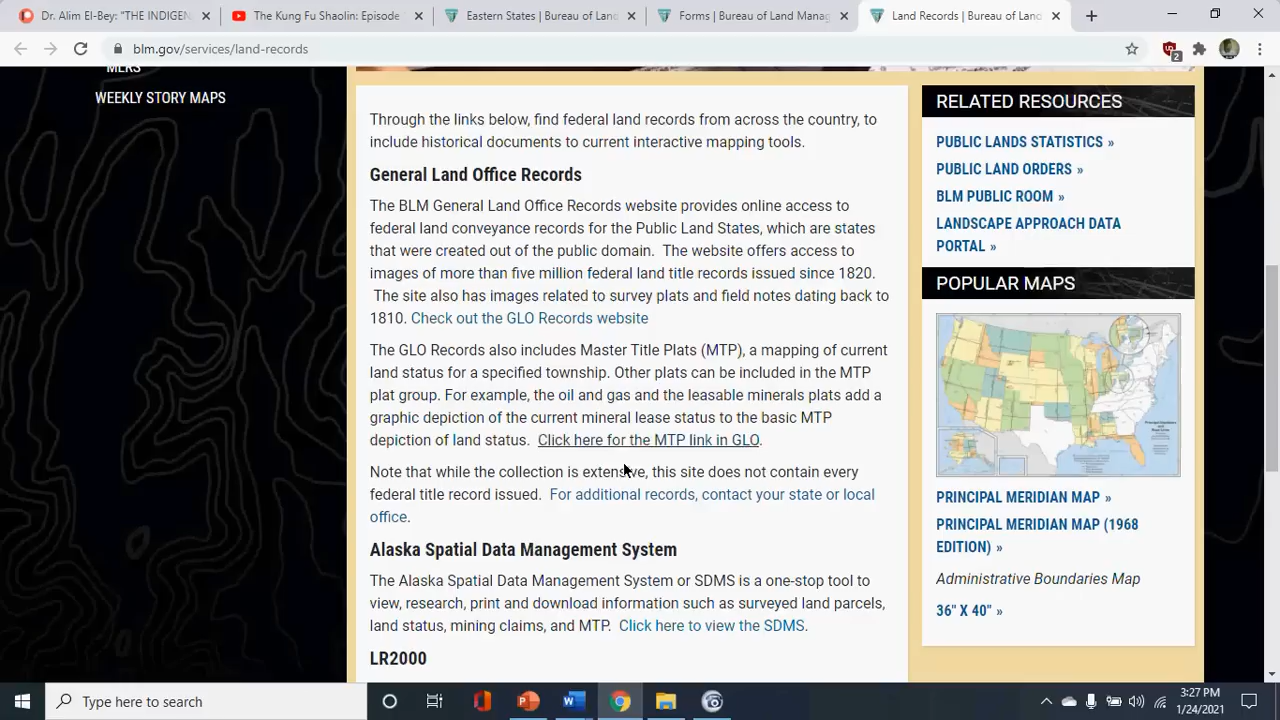 Dr. Alim El-Bey: "THE INDIGEN
The Kung Fu Shaolin: Episode
Eastern States | Bureau of Lan
Forms | Bureau of Land Manag
Land Records | Bureau of Land
blm.gov/services/land-records
2
MLRS
WEEKLY STORY MAPS
Through the links below, find federal land records from across the country, to
include historical documents to current interactive mapping tools.
General Land Office Records
The BLM General Land Office Records website provides online access to
federal land conveyance records for the Public Land States, which are states
that were created out of the public domain. The website offers access to
images of more than five million federal land title records issued since 1820.
The site also has images related to survey plats and field notes dating back to
1810. Check out the GLO Records website
The GLO Records also includes Master Title Plats (MTP), a mapping of current
land status for a specified township. Other plats can be included in the MTP
plat group. For example, the oil and gas and the leasable minerals plats add a
graphic depiction of the current mineral lease status to the basic MTP
depiction of land status. Click here for the MTP link in GLO.
Note that while the collection is extensive, this site does not contain every
federal title record issued. For additional records, contact your state or local
office.
Alaska Spatial Data Management System
The Alaska Spatial Data Management System or SDMS is a one-stop tool to
view, research, print and download information such as surveyed land parcels,
land status, mining claims, and MTP. Click here to view the SDMS.
LR2000
RELATED RESOURCES
PUBLIC LANDS STATISTICS »
PUBLIC LAND ORDERS »
BLM PUBLIC ROOM »
LANDSCAPE APPROACH DATA
PORTAL »
POPULAR MAPS
PRINCIPAL MERIDIAN MAP »
PRINCIPAL MERIDIAN MAP (1968
EDITION) »
Administrative Boundaries Map
36" X 40" »
Type here to search
3:27 PM
1/24/2021